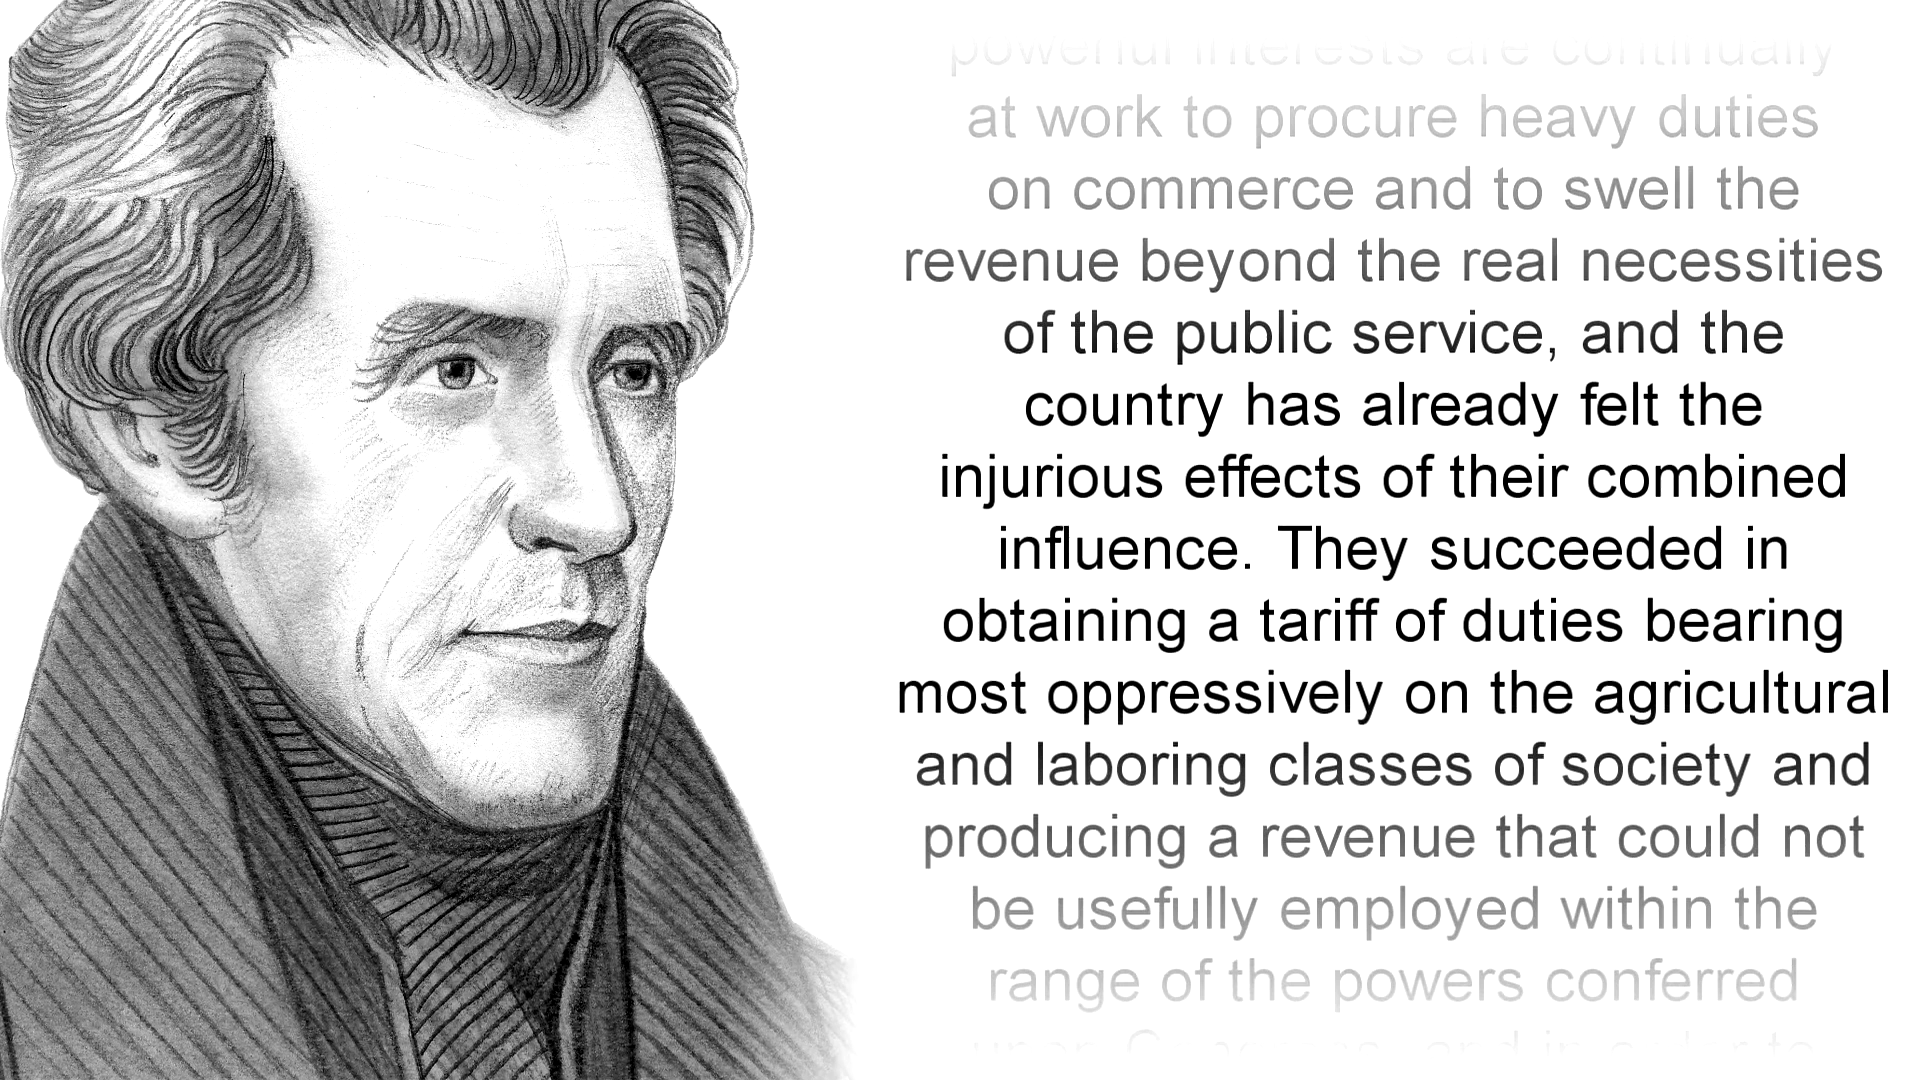 powerful interests are continually
at work to procure heavy duties
on commerce and to swell the
revenue beyond the real necessities
of the public service, and the
country has already felt the
injurious effects of their combined
influence. They succeeded in
obtaining a tariff of duties bearing
most oppressively on the agricultural
and laboring classes of society and
producing a revenue that could not
be usefully employed within the
range of the powers conferred